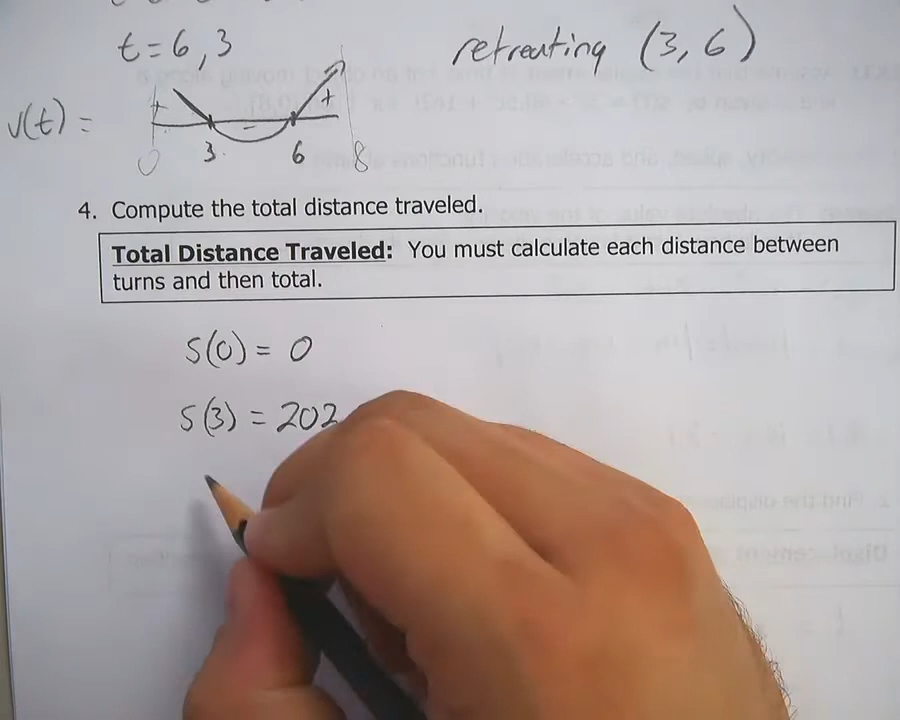 t = 6, 3
retreating (3, 6)
v(t) =
+ - +
0 3 6 8
4. Compute the total distance traveled.
Total Distance Traveled: You must calculate each distance between
turns and then total.
S(0) = 0
S(3) = 202